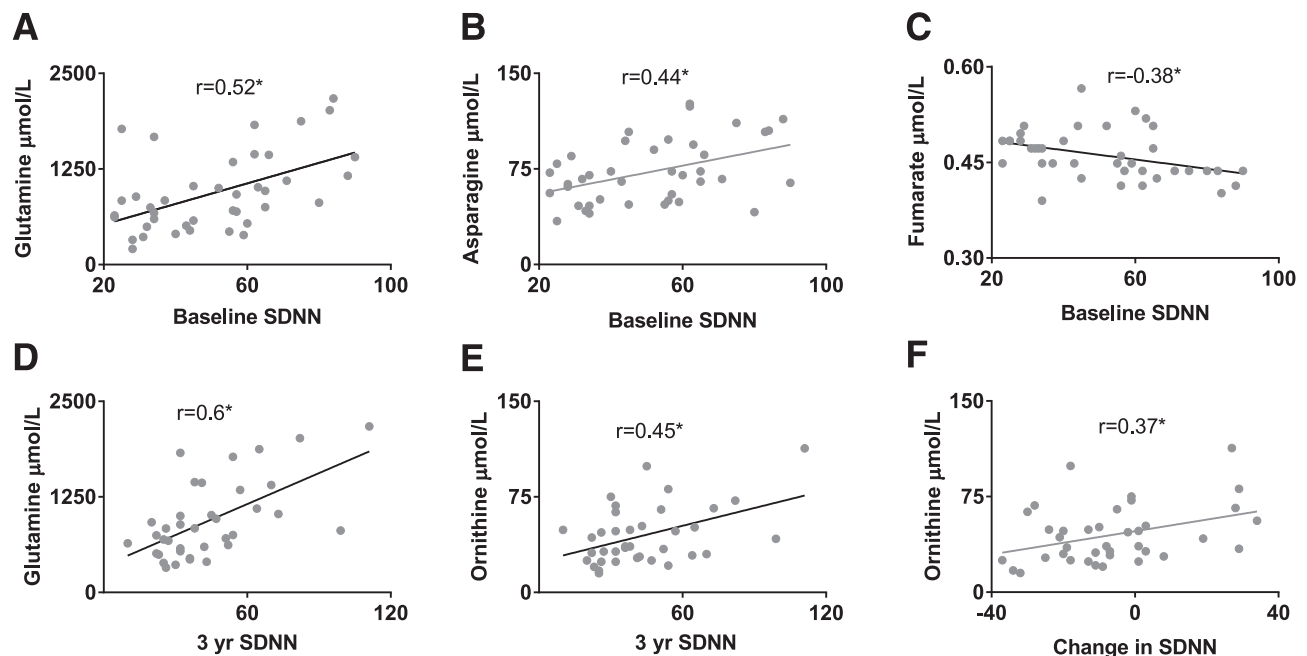 A
r=0.52*
Glutamine μmol/L
2500
1250
0
20
60
100
Baseline SDNN
B
r=0.44*
Asparagine μmol/L
150
75
0
20
60
100
Baseline SDNN
C
r=-0.38*
Fumarate μmol/L
0.60
0.45
0.30
20
60
100
Baseline SDNN
D
r=0.6*
Glutamine μmol/L
2500
1250
0
60
3 yr SDNN
E
r=0.45*
Ornithine μmol/L
150
75
0
60
120
3 yr SDNN
F
r=0.37*
Ornithine μmol/L
150
75
0
-40
0
40
Change in SDNN